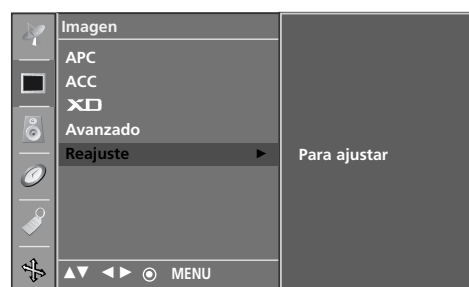 Imagen
APC
ACC
XD
Avanzado
Reajuste ►
Para ajustar
▲▼ ◄► ◉ MENU